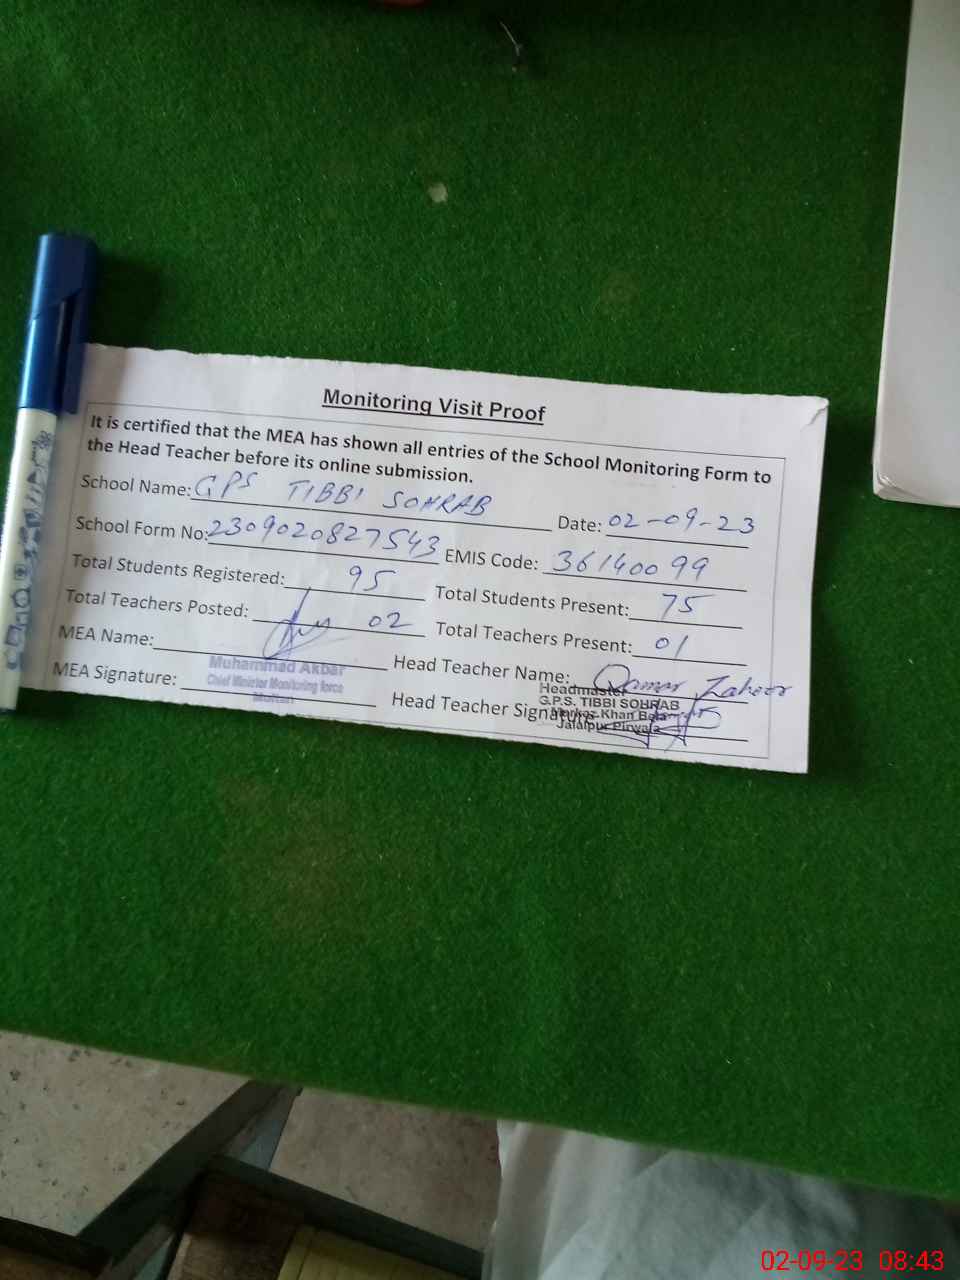 Monitoring Visit Proof
It is certified that the MEA has shown all entries of the School Monitoring Form to
the Head Teacher before its online submission.
School Name: GPS TIBBI SOHRAB Date: 02-09-23
School Form No: 2309020827543 EMIS Code: 36140099
Total Students Registered: 95 Total Students Present: 75
Total Teachers Posted: 02 Total Teachers Present: 01
MEA Name: Head Teacher Name: Qamar Zaheer
Muhammad Akbar
Chief Minister Monitoring force
Multan
MEA Signature: Head Teacher Signature
Headmaster
G.P.S. TIBBI SOHRAB
Markaz Khan Bela
Jalalpur Pirwala
02-09-23 08:43